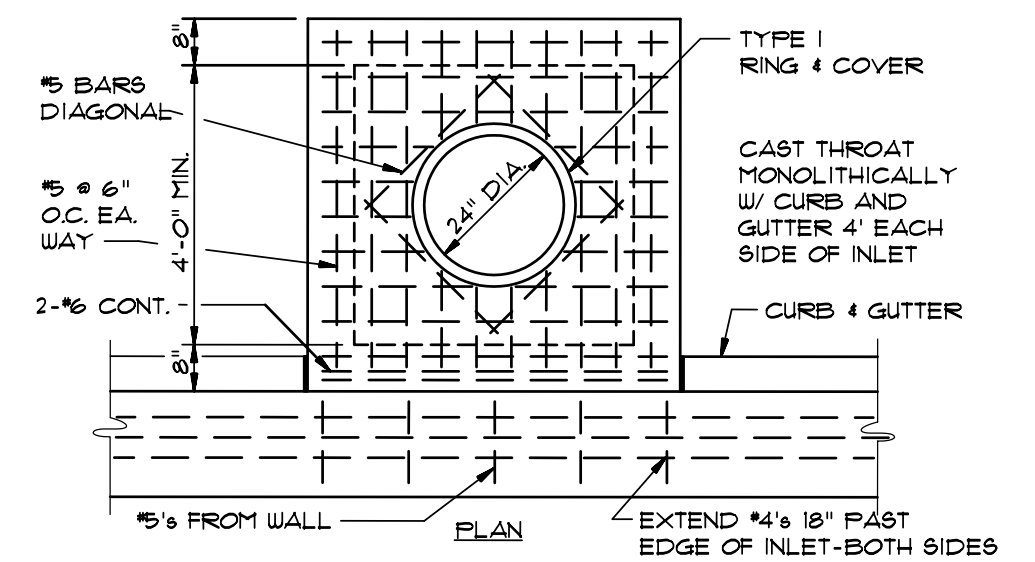 8"
#5 BARS
DIAGONAL
4'-0" MIN.
#5 @ 6"
O.C. EA.
WAY
2-#6 CONT.
8"
24" DIA.
TYPE I
RING & COVER
CAST THROAT
MONOLITHICALLY
W/ CURB AND
GUTTER 4' EACH
SIDE OF INLET
CURB & GUTTER
#5's FROM WALL
PLAN
EXTEND #4's 18" PAST
EDGE OF INLET-BOTH SIDES